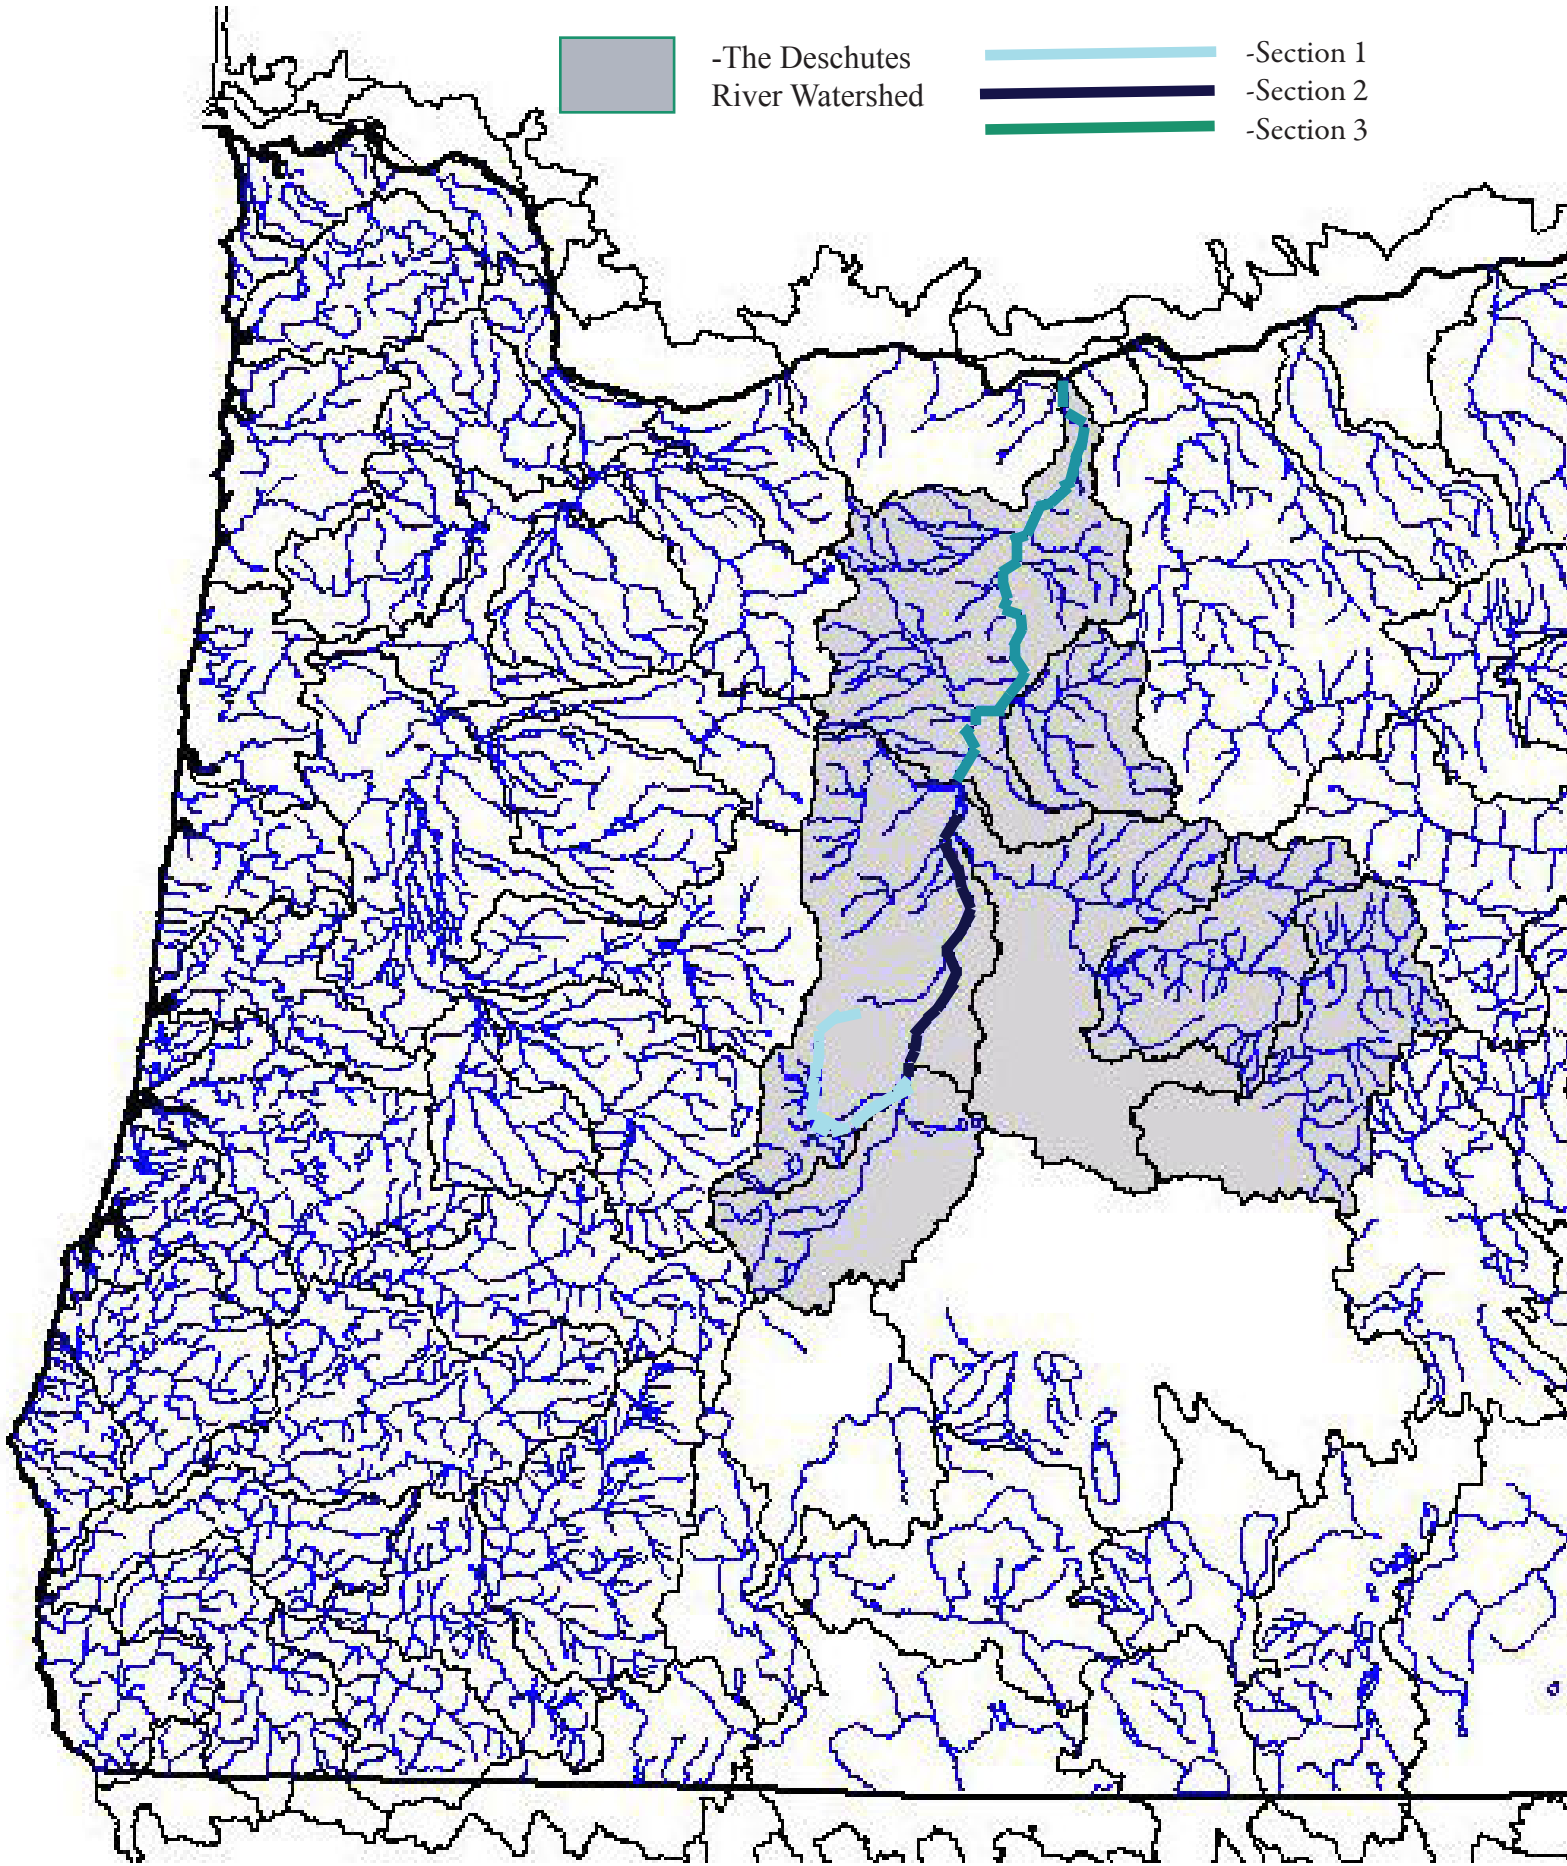 -The Deschutes
River Watershed
-Section 1
-Section 2
-Section 3